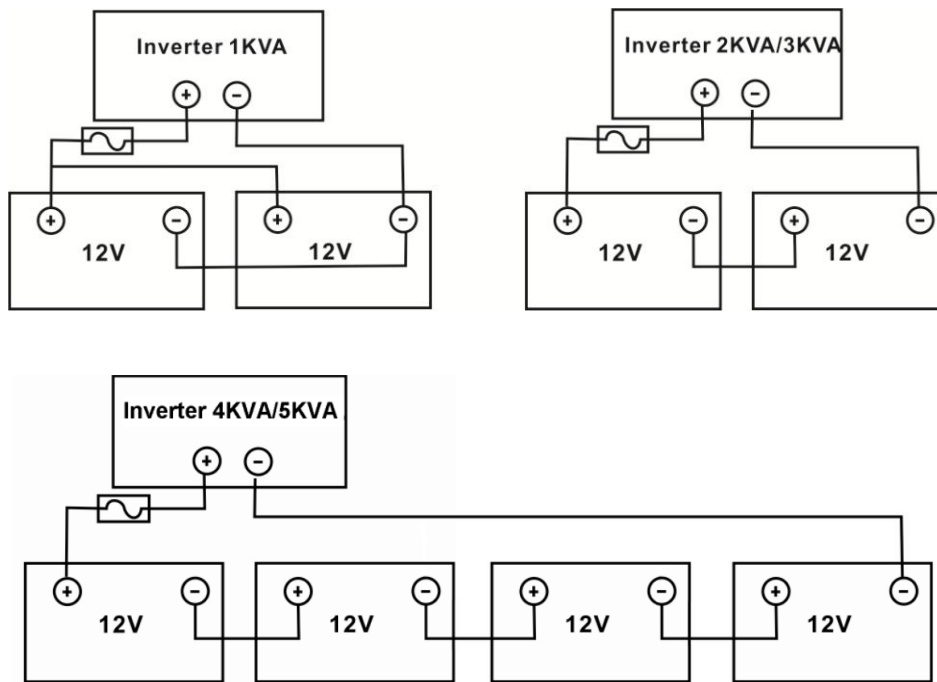 Inverter 1KVA
+ −
+ − + −
12V 12V
Inverter 2KVA/3KVA
+ −
+ − + −
12V 12V
Inverter 4KVA/5KVA
+ −
+ − + − + − + −
12V 12V 12V 12V